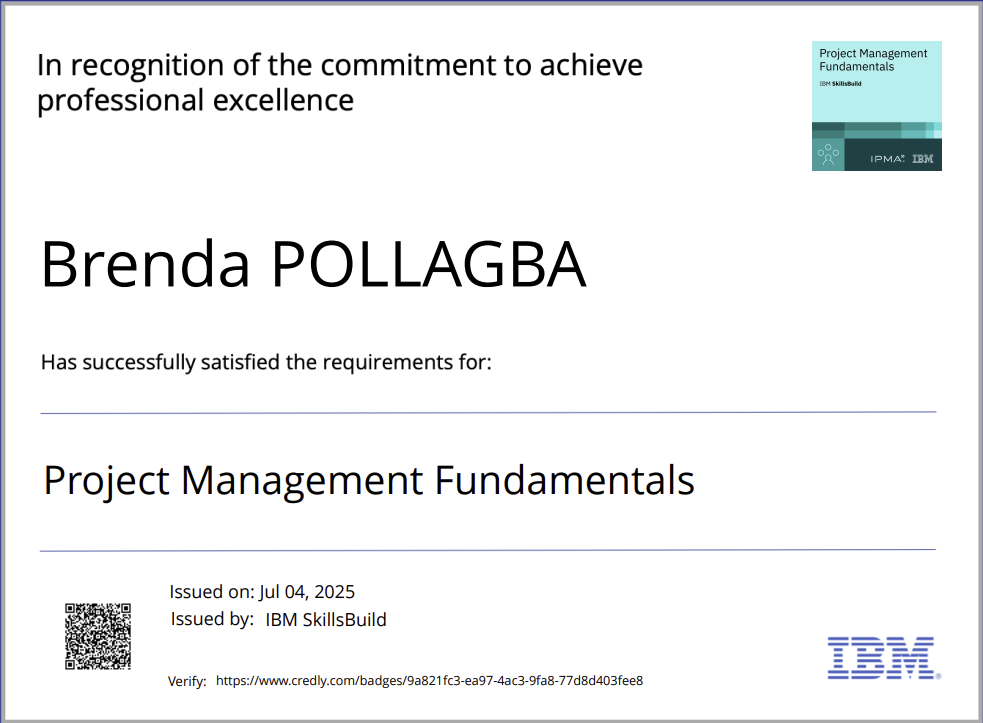 In recognition of the commitment to achieve
professional excellence
Project Management
Fundamentals
IBM SkillsBuild
IPMA® IBM
Brenda POLLAGBA
Has successfully satisfied the requirements for:
Project Management Fundamentals
Issued on: Jul 04, 2025
Issued by: IBM SkillsBuild
Verify: https://www.credly.com/badges/9a821fc3-ea97-4ac3-9fa8-77d8d403fee8
IBM®